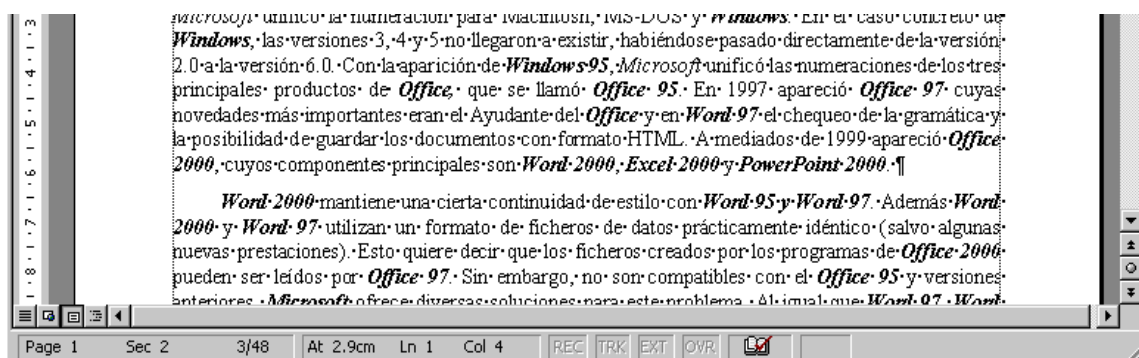 Microsoft unificó la numeración para Macintosh, MS-DOS y Windows. En el caso concreto de
Windows, las versiones 3, 4 y 5 no llegaron a existir, habiéndose pasado directamente de la versión
2.0 a la versión 6.0. Con la aparición de Windows 95, Microsoft unificó las numeraciones de los tres
principales productos de Office, que se llamó Office 95. En 1997 apareció Office 97 cuyas
novedades más importantes eran el Ayudante del Office y en Word 97 el chequeo de la gramática y
la posibilidad de guardar los documentos con formato HTML. A mediados de 1999 apareció Office
2000, cuyos componentes principales son Word 2000, Excel 2000 y PowerPoint 2000. ¶
Word 2000 mantiene una cierta continuidad de estilo con Word 95 y Word 97. Además Word
2000 y Word 97 utilizan un formato de ficheros de datos prácticamente idéntico (salvo algunas
nuevas prestaciones). Esto quiere decir que los ficheros creados por los programas de Office 2000
pueden ser leídos por Office 97. Sin embargo, no son compatibles con el Office 95 y versiones
anteriores. Microsoft ofrece diversas soluciones para este problema. Al igual que Word 97, Word
3 4 5 6 7 8
Page 1 Sec 2 3/48 At 2.9cm Ln 1 Col 4 REC TRK EXT OVR